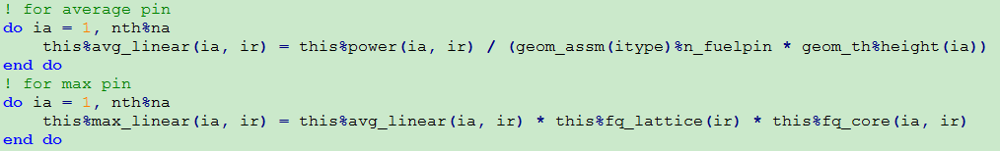 ! for average pin
do ia = 1, nth%na
    this%avg_linear(ia, ir) = this%power(ia, ir) / (geom_assm(itype)%n_fuelpin * geom_th%height(ia))
end do
! for max pin
do ia = 1, nth%na
    this%max_linear(ia, ir) = this%avg_linear(ia, ir) * this%fq_lattice(ir) * this%fq_core(ia, ir)
end do